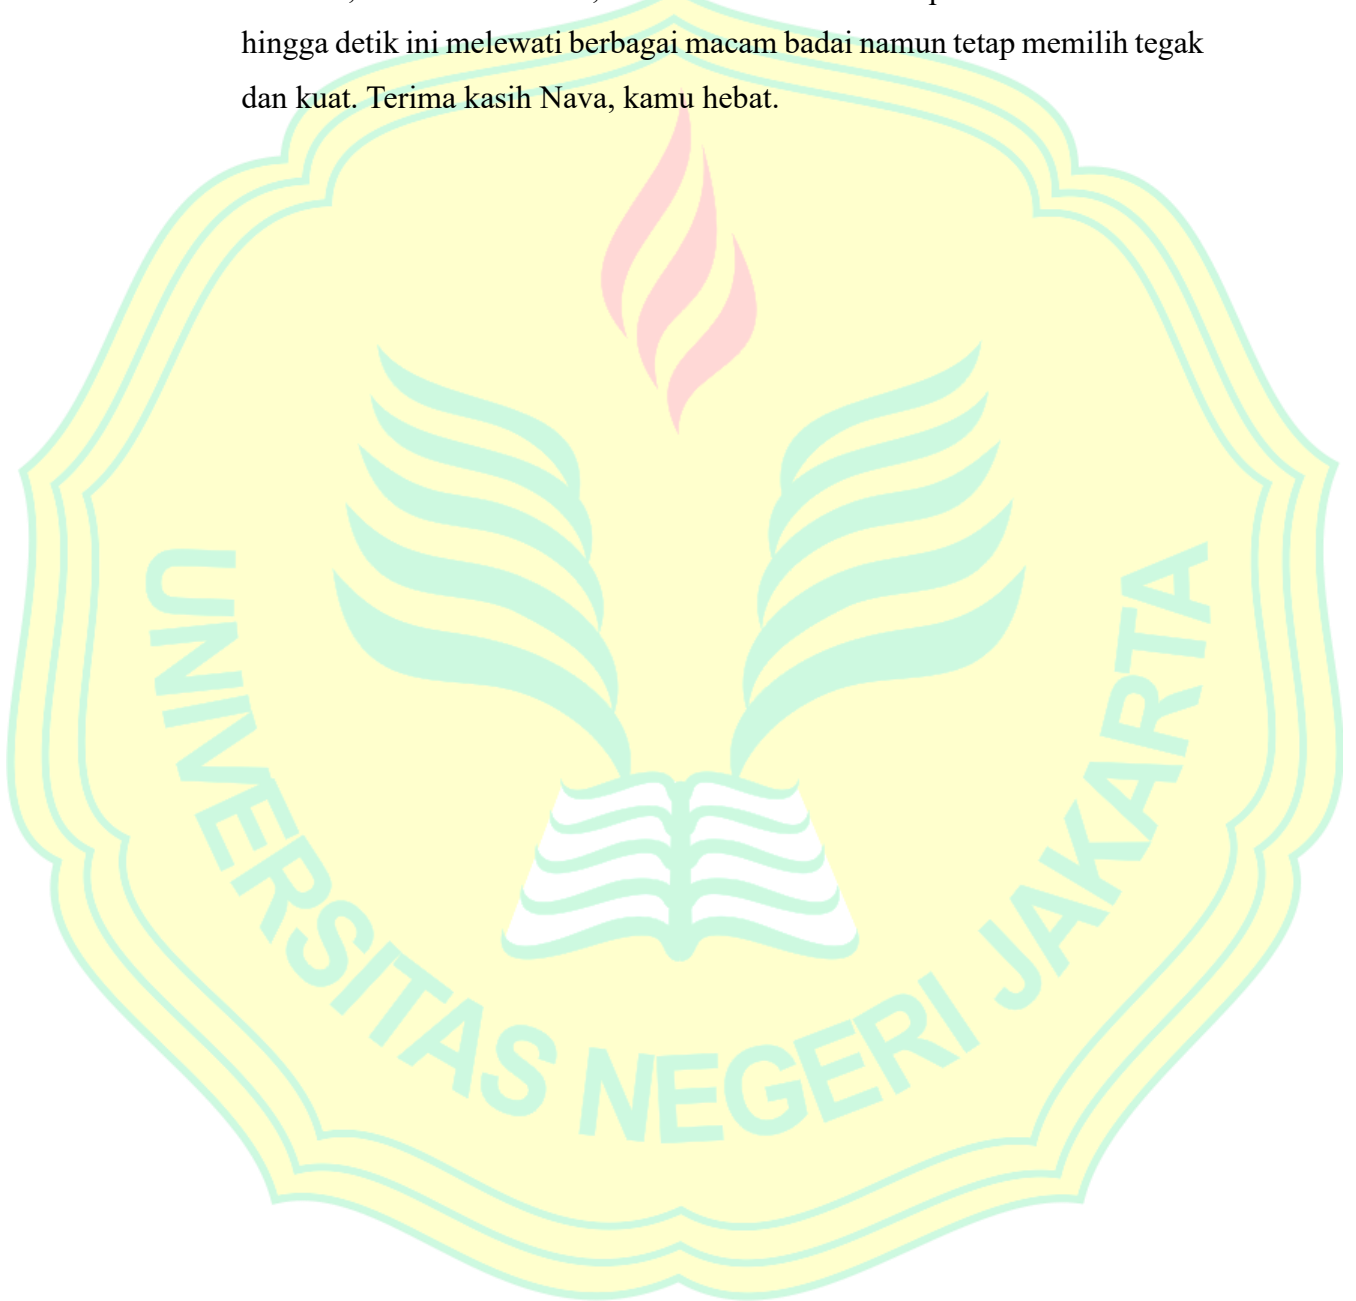 hingga detik ini melewati berbagai macam badai namun tetap memilih tegak
dan kuat. Terima kasih Nava, kamu hebat.
UNIVERSITAS NEGERI JAKARTA